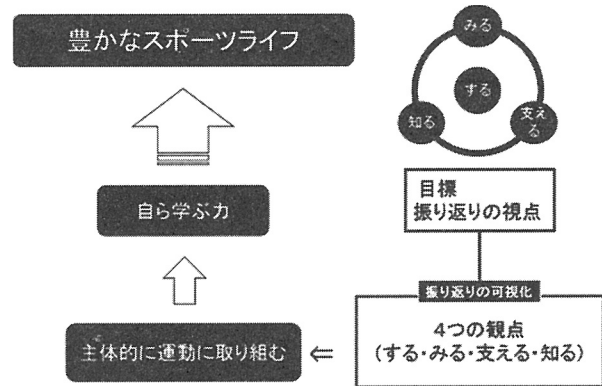 豊かなスポーツライフ
みる
する
知る
支え
る
目標
振り返りの視点
自ら学ぶ力
振り返りの可視化
4つの観点
(する・みる・支える・知る)
主体的に運動に取り組む
⇐